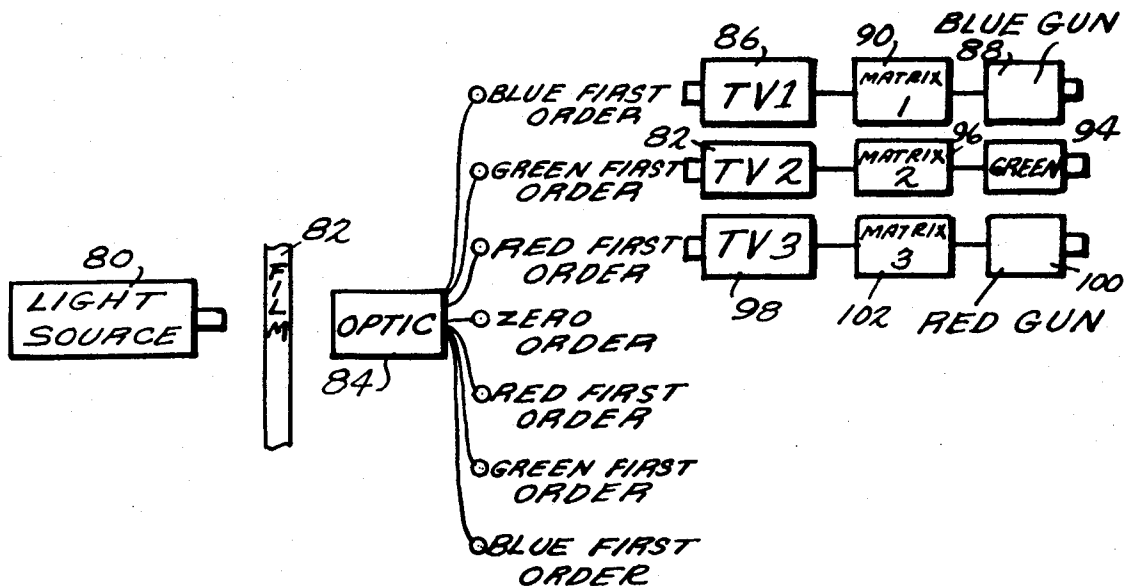 BLUE GUN
86
90
88
TV1
MATRIX
1
BLUE FIRST
ORDER
82
96
94
TV2
MATRIX
2
GREEN
GREEN FIRST
ORDER
TV3
MATRIX
3
RED FIRST
ORDER
98
102
100
RED GUN
80
LIGHT
SOURCE
82
FILM
OPTIC
84
ZERO
ORDER
RED FIRST
ORDER
GREEN FIRST
ORDER
BLUE FIRST
ORDER